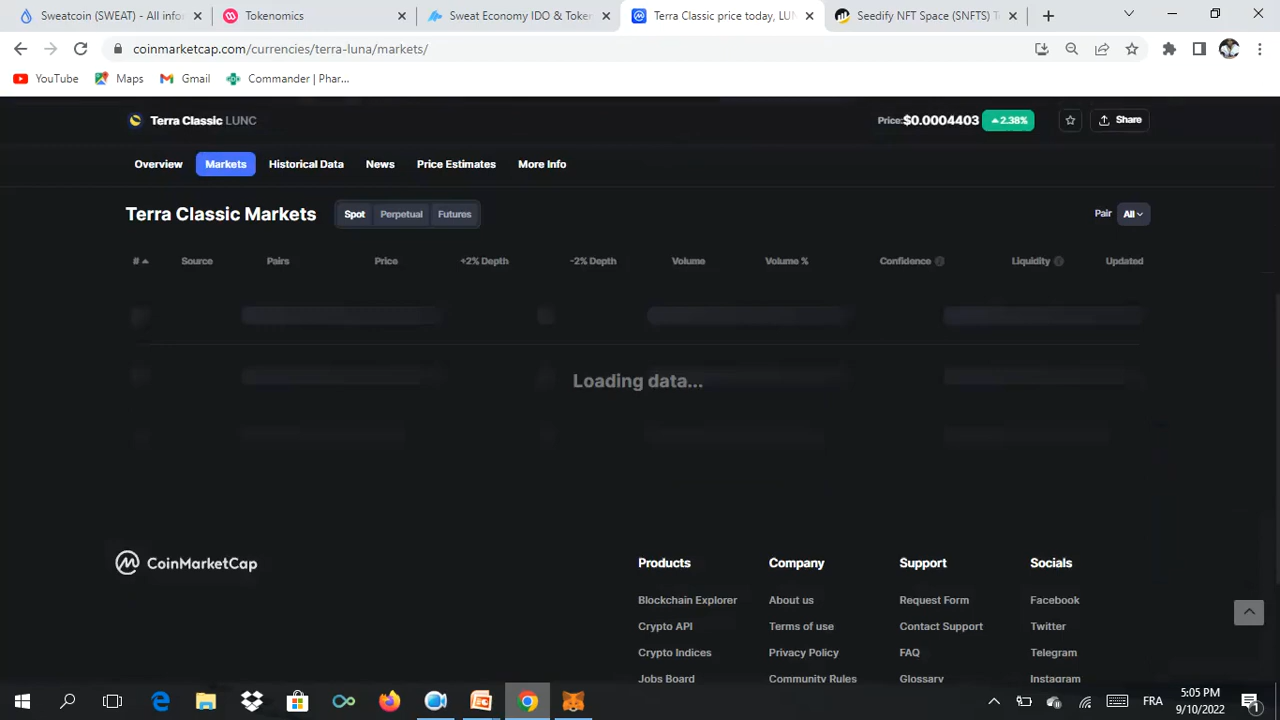 Sweatcoin (SWEAT) - All infor
Tokenomics
Sweat Economy IDO & Token
Terra Classic price today, LUN
Seedify NFT Space (SNFTS) T
coinmarketcap.com/currencies/terra-luna/markets/
YouTube
Maps
Gmail
Commander | Phar...
Terra Classic LUNC
Price:$0.0004403
2.38%
Share
Overview
Markets
Historical Data
News
Price Estimates
More Info
Terra Classic Markets
Spot
Perpetual
Futures
Pair
All
#
Source
Pairs
Price
+2% Depth
-2% Depth
Volume
Volume %
Confidence
Liquidity
Updated
Loading data...
CoinMarketCap
Products
Company
Support
Socials
Blockchain Explorer
About us
Request Form
Facebook
Crypto API
Terms of use
Contact Support
Twitter
Crypto Indices
Privacy Policy
FAQ
Telegram
Jobs Board
Community Rules
Glossary
Instagram
FRA
5:05 PM
9/10/2022
1